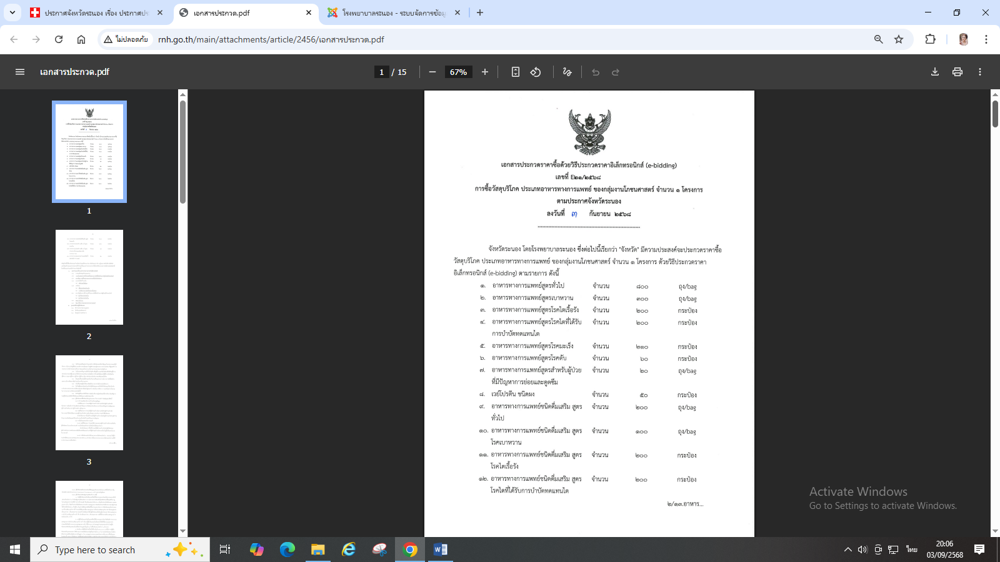 ประกาศจังหวัดระนอง เรื่อง ประกาศประ
เอกสารประกวด.pdf
โรงพยาบาลระนอง - ระบบจัดการข้อมู
ไม่ปลอดภัย
rnh.go.th/main/attachments/article/2456/เอกสารประกวด.pdf
เอกสารประกวด.pdf
1 / 15
67%
เอกสารประกวดราคาซื้อด้วยวิธีประกวดราคาอิเล็กทรอนิกส์ (e-bidding)
เลขที่ E๒๑/๒๕๖๘
การซื้อวัสดุบริโภค ประเภทอาหารทางการแพทย์ ของกลุ่มงานโภชนศาสตร์ จำนวน ๑ โครงการ
ตามประกาศจังหวัดระนอง
ลงวันที่ ๓ กันยายน ๒๕๖๘
จังหวัดระนอง โดยโรงพยาบาลระนอง ซึ่งต่อไปนี้เรียกว่า "จังหวัด" มีความประสงค์จะประกวดราคาซื้อ
วัสดุบริโภค ประเภทอาหารทางการแพทย์ ของกลุ่มงานโภชนศาสตร์ จำนวน ๑ โครงการ ด้วยวิธีประกวดราคา
อิเล็กทรอนิกส์ (e-bidding) ตามรายการ ดังนี้
๑. อาหารทางการแพทย์สูตรทั่วไป จำนวน ๘๐๐ ถุง/bag
๒. อาหารทางการแพทย์สูตรเบาหวาน จำนวน ๓๐๐ ถุง/bag
๓. อาหารทางการแพทย์สูตรโรคไตเรื้อรัง จำนวน ๒๐๐ กระป๋อง
๔. อาหารทางการแพทย์สูตรโรคไตที่ได้รับ จำนวน ๒๐๐ กระป๋อง
การบำบัดทดแทนไต
๕. อาหารทางการแพทย์สูตรโรคมะเร็ง จำนวน ๒๑๐ กระป๋อง
๖. อาหารทางการแพทย์สูตรโรคตับ จำนวน ๖๐ กระป๋อง
๗. อาหารทางการแพทย์สูตรสำหรับผู้ป่วย จำนวน ๒๐ ถุง/bag
ที่มีปัญหาการย่อยและดูดซึม
๘. เวย์โปรตีน ชนิดผง จำนวน ๕๐ กระป๋อง
๙. อาหารทางการแพทย์ชนิดดื่มเสริม สูตร จำนวน ๒๐๐ ถุง/bag
ทั่วไป
๑๐. อาหารทางการแพทย์ชนิดดื่มเสริม สูตร จำนวน ๑๐๐ ถุง/bag
โรคเบาหวาน
๑๑. อาหารทางการแพทย์ชนิดดื่มเสริม สูตร จำนวน ๒๐๐ กระป๋อง
โรคไตเรื้อรัง
๑๒. อาหารทางการแพทย์ชนิดดื่มเสริม สูตร จำนวน ๒๐๐ กระป๋อง
โรคไตที่ได้รับการบำบัดทดแทนไต
๒/๑๓.อาหาร...
1
2
3
Activate Windows
Go to Settings to activate Windows.
Type here to search
ไทย
20:06
03/09/2568